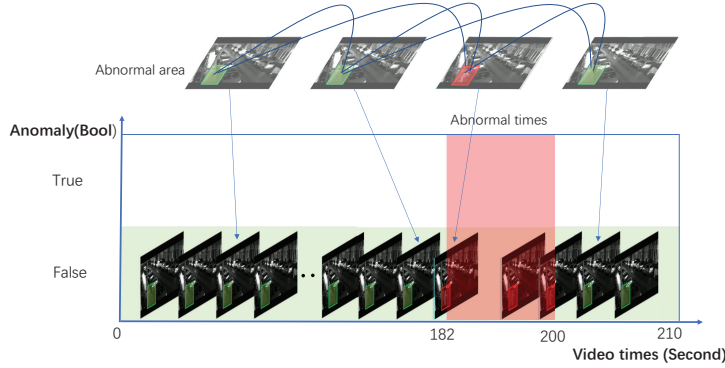 Abnormal area
Abnormal times
Anomaly(Bool)
True
False
0
182
200
210
Video times (Second)